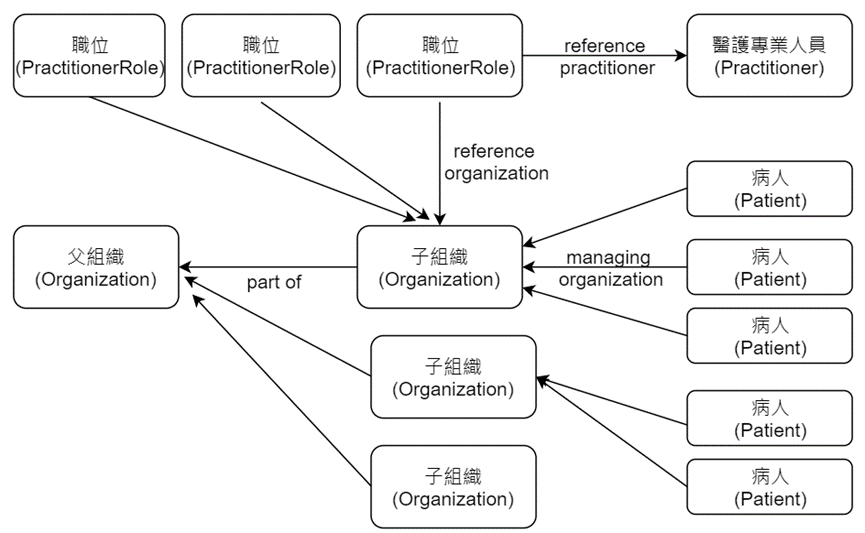 職位
(PractitionerRole)
職位
(PractitionerRole)
職位
(PractitionerRole)
reference
practitioner
醫護專業人員
(Practitioner)
reference
organization
病人
(Patient)
父組織
(Organization)
part of
子組織
(Organization)
managing
organization
病人
(Patient)
病人
(Patient)
子組織
(Organization)
病人
(Patient)
子組織
(Organization)
病人
(Patient)